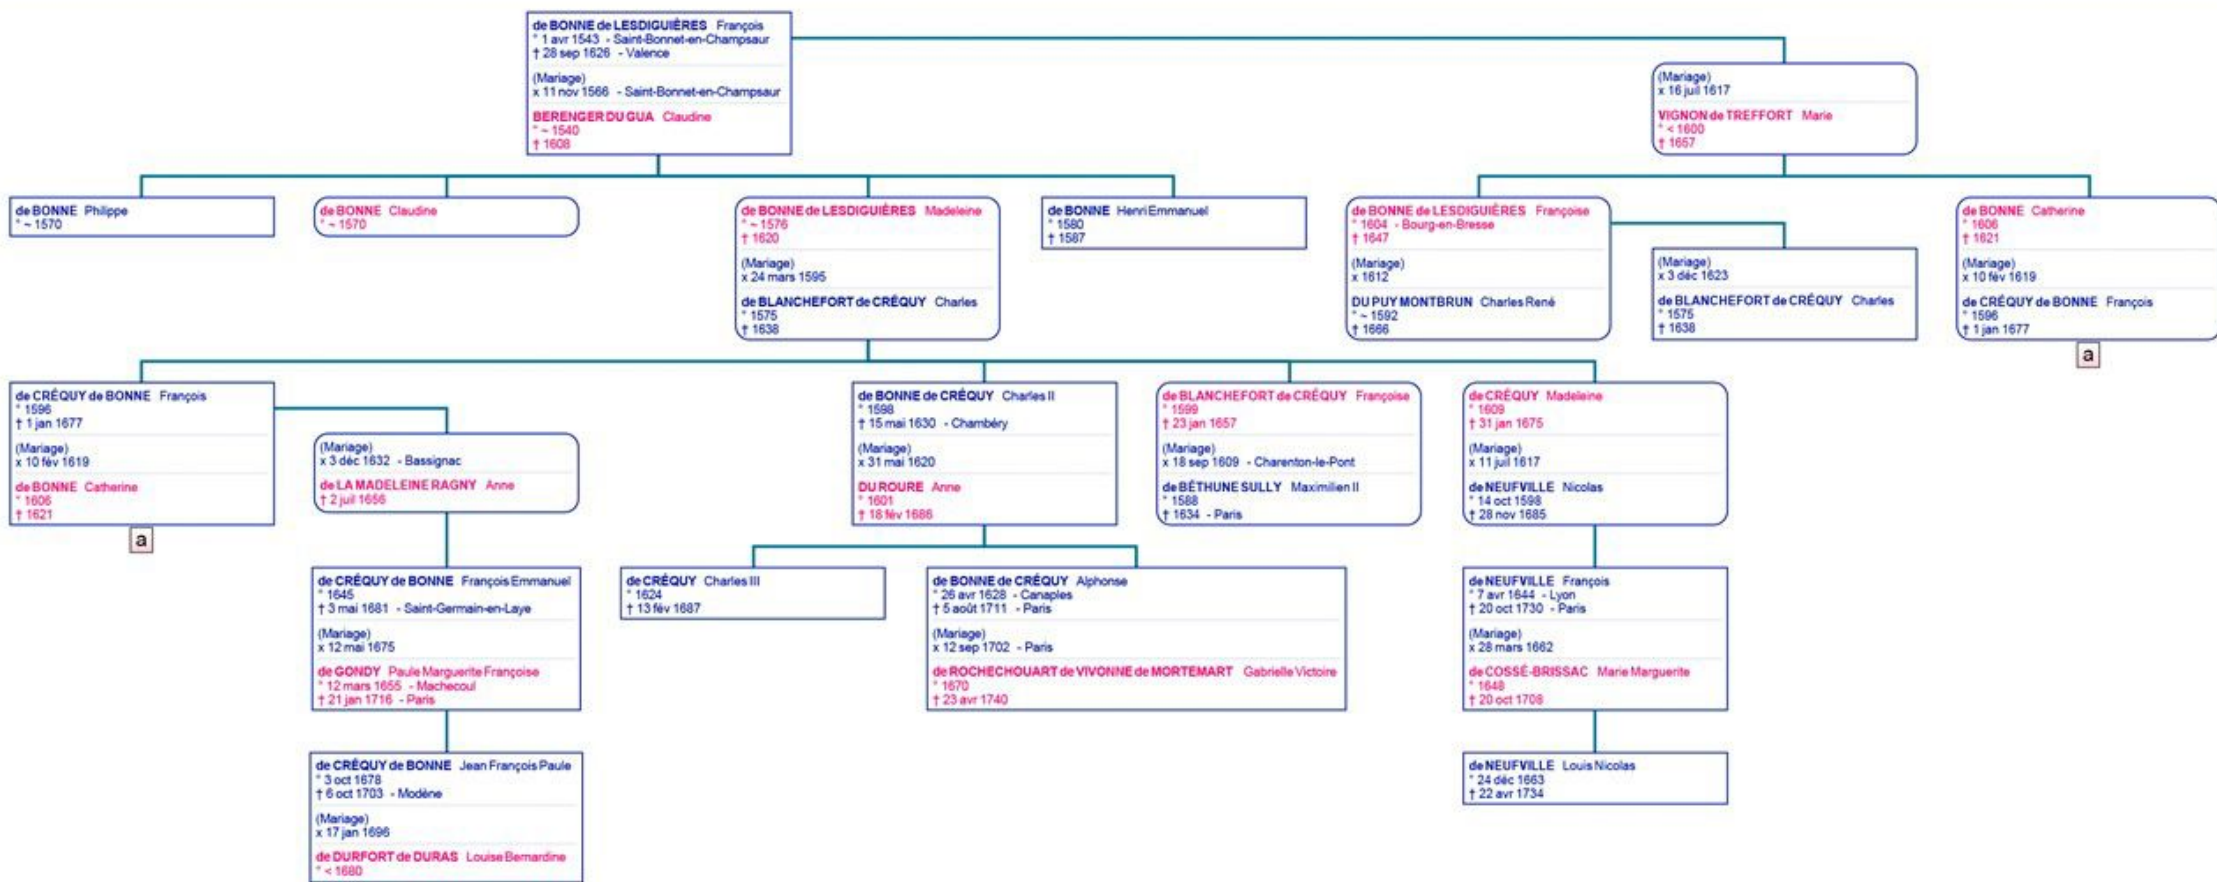 de BONNE de LESDIGUIÈRES François
° 1 avr 1543 - Saint-Bonnet-en-Champsaur
† 28 sep 1626 - Valence
(Mariage)
x 11 nov 1566 - Saint-Bonnet-en-Champsaur
BERENGER DU GUA Claudine
° ~ 1540
† 1608
(Mariage)
x 16 juil 1617
VIGNON de TREFFORT Marie
° < 1600
† 1657
de BONNE Philippe
° ~ 1570
de BONNE Claudine
° ~ 1570
de BONNE de LESDIGUIÈRES Madeleine
° ~ 1576
† 1620
(Mariage)
x 24 mars 1595
de BLANCHEFORT de CRÉQUY Charles
° 1575
† 1638
de BONNE Henri Emmanuel
° 1580
† 1587
de BONNE de LESDIGUIÈRES Françoise
° 1604 - Bourg-en-Bresse
† 1647
(Mariage)
x 1612
DU PUY MONTBRUN Charles René
° ~ 1592
† 1666
(Mariage)
x 3 déc 1623
de BLANCHEFORT de CRÉQUY Charles
° 1575
† 1638
de BONNE Catherine
° 1606
† 1621
(Mariage)
x 10 fév 1619
de CRÉQUY de BONNE François
° 1596
† 1 jan 1677
a
de CRÉQUY de BONNE François
° 1596
† 1 jan 1677
(Mariage)
x 10 fév 1619
de BONNE Catherine
° 1606
† 1621
a
(Mariage)
x 3 déc 1632 - Bassignac
de LA MADELEINE RAGNY Anne
† 2 juil 1656
de BONNE de CRÉQUY Charles II
° 1598
† 15 mai 1630 - Chambéry
(Mariage)
x 31 mai 1620
DU ROURE Anne
° 1601
† 18 fév 1686
de BLANCHEFORT de CRÉQUY Françoise
° 1599
† 23 jan 1657
(Mariage)
x 18 sep 1609 - Charenton-le-Pont
de BÉTHUNE SULLY Maximilien II
° 1588
† 1634 - Paris
de CRÉQUY Madeleine
° 1609
† 31 jan 1675
(Mariage)
x 11 juil 1617
de NEUFVILLE Nicolas
° 14 oct 1598
† 28 nov 1685
de CRÉQUY de BONNE François Emmanuel
° 1645
† 3 mai 1681 - Saint-Germain-en-Laye
(Mariage)
x 12 mai 1675
de GONDY Paule Marguerite Françoise
° 12 mars 1655 - Machecoul
† 21 jan 1716 - Paris
de CRÉQUY Charles III
° 1624
† 13 fév 1687
de BONNE de CRÉQUY Alphonse
° 26 avr 1628 - Canaples
† 5 août 1711 - Paris
(Mariage)
x 12 sep 1702 - Paris
de ROCHECHOUART de VIVONNE de MORTEMART Gabrielle Victoire
° 1670
† 23 avr 1740
de NEUFVILLE François
° 7 avr 1644 - Lyon
† 20 oct 1730 - Paris
(Mariage)
x 28 mars 1662
de COSSÉ-BRISSAC Marie Marguerite
° 1648
† 20 oct 1708
de CRÉQUY de BONNE Jean François Paule
° 3 oct 1678
† 6 oct 1703 - Modène
(Mariage)
x 17 jan 1696
de DURFORT de DURAS Louise Bernardine
° < 1680
de NEUFVILLE Louis Nicolas
° 24 déc 1663
† 22 avr 1734